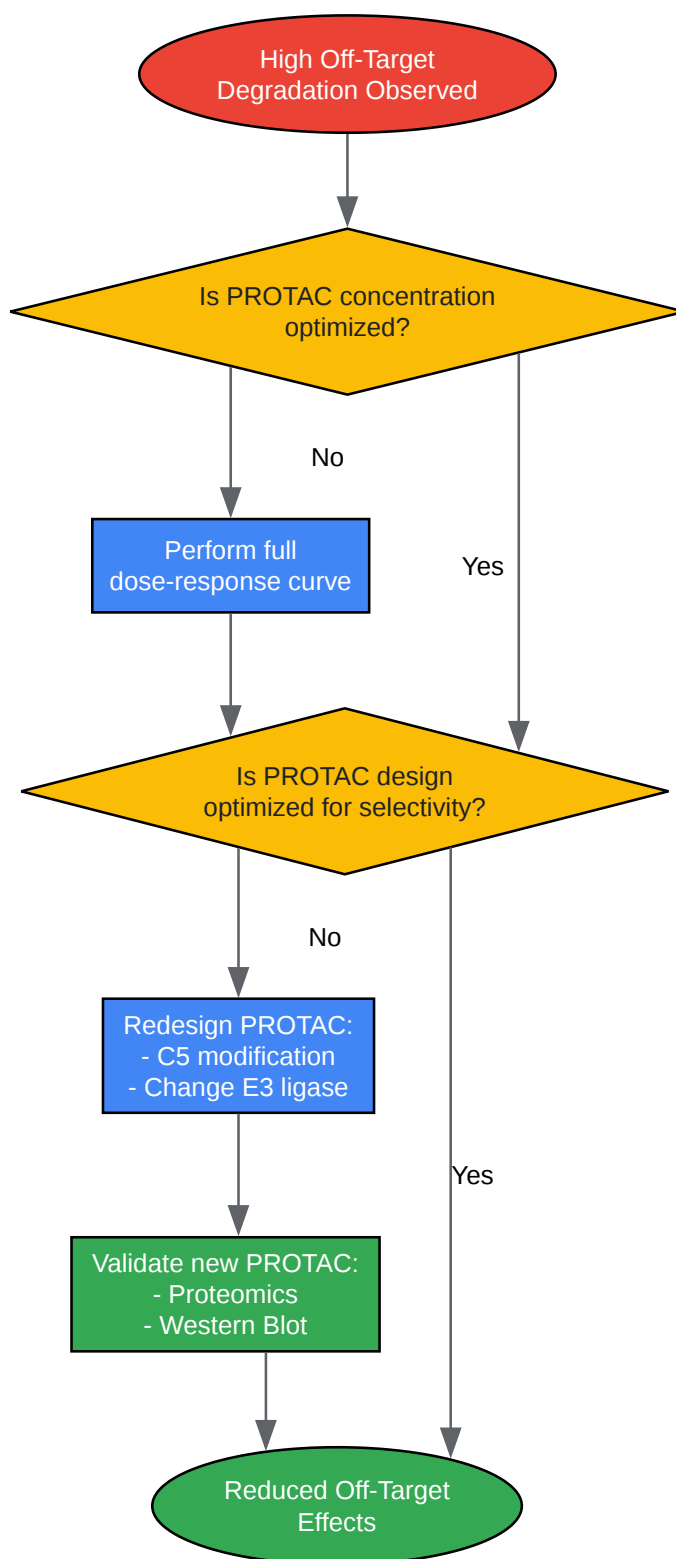 High Off-Target
Degradation Observed
Is PROTAC concentration
optimized?
No
Perform full
dose-response curve
Yes
Is PROTAC design
optimized for selectivity?
No
Redesign PROTAC:
- C5 modification
- Change E3 ligase
Yes
Validate new PROTAC:
- Proteomics
- Western Blot
Reduced Off-Target
Effects